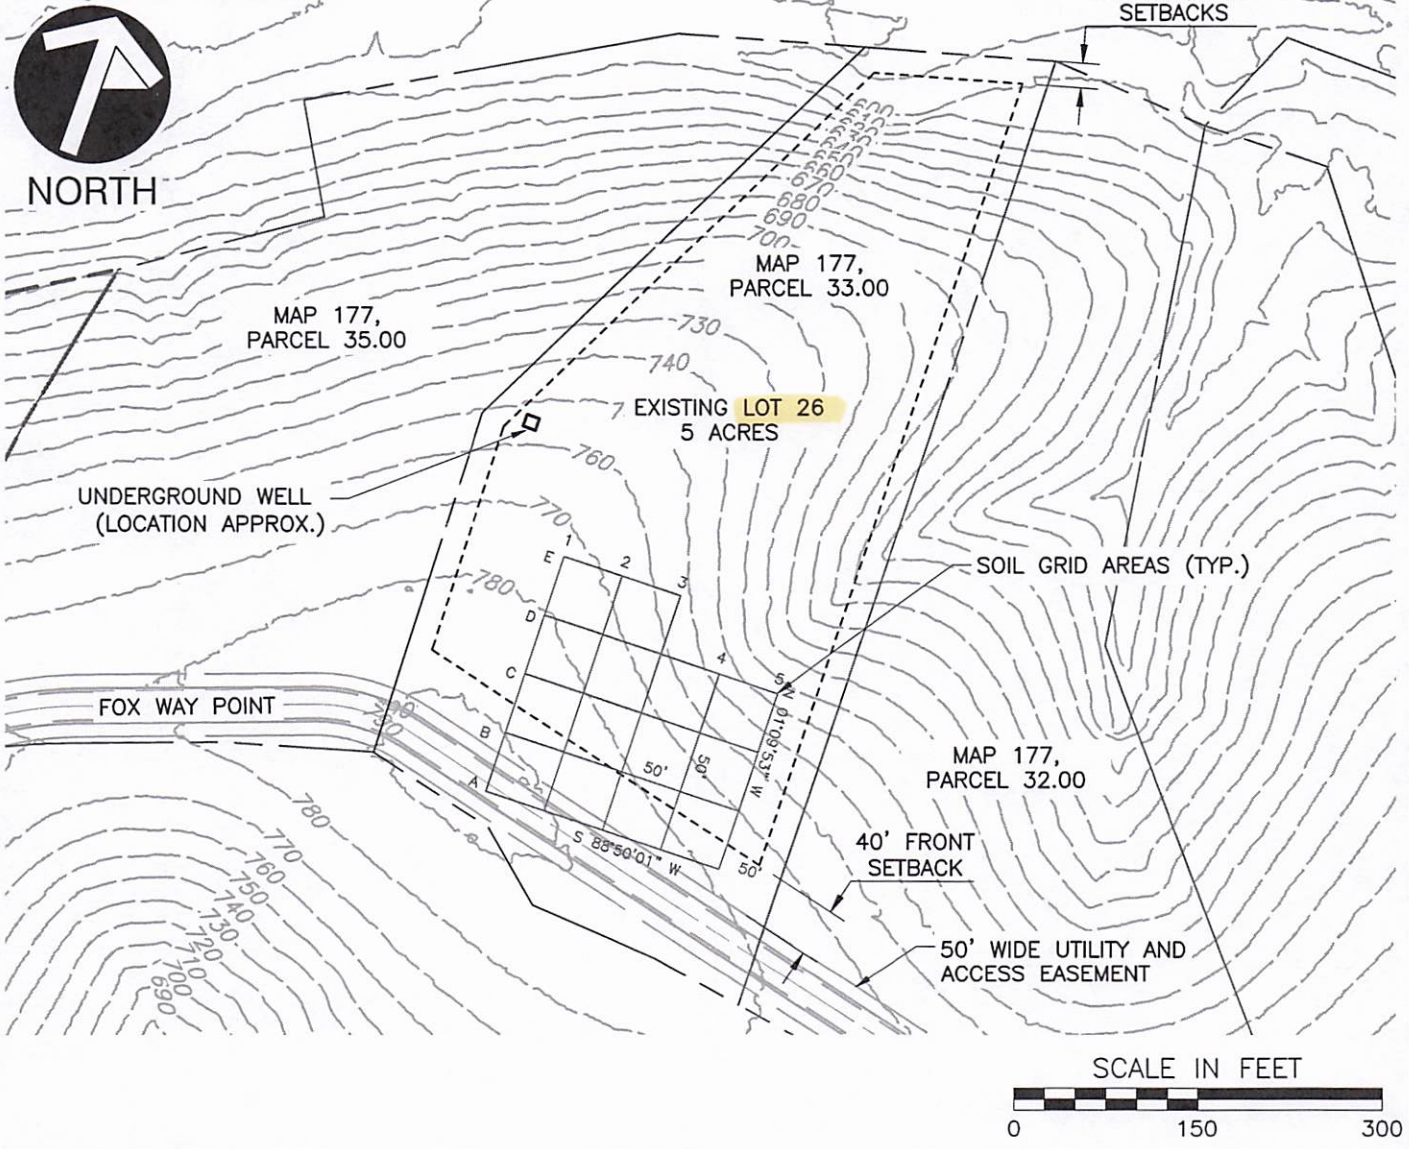 SETBACKS
NORTH
600
670
680
690
700
MAP 177,
PARCEL 33.00
MAP 177,
PARCEL 35.00
730
740
7
EXISTING LOT 26
5 ACRES
760
UNDERGROUND WELL
(LOCATION APPROX.)
770
780
1
2
3
4
5
E
D
C
B
A
SOIL GRID AREAS (TYP.)
N 01°09'53" W
FOX WAY POINT
50'
50'
MAP 177,
PARCEL 32.00
S 88°50'01" W
50'
40' FRONT
SETBACK
50' WIDE UTILITY AND
ACCESS EASEMENT
780
770
760
750
740
730
720
710
700
690
SCALE IN FEET
0 150 300